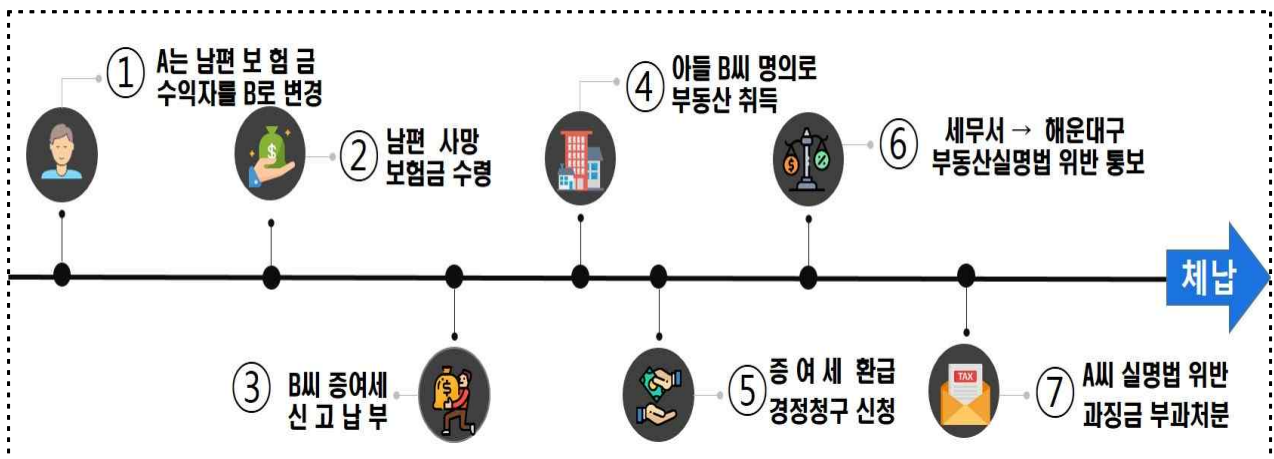 ① A는 남편 보 험 금
수익자를 B로 변경
② 남편 사망
보험금 수령
③ B씨 증여세
신 고 납 부
④ 아들 B씨 명의로
부동산 취득
⑤ 증 여 세 환급
경정청구 신청
⑥ 세무서 → 해운대구
부동산실명법 위반 통보
TAX
⑦ A씨 실명법 위반
과징금 부과처분
체납